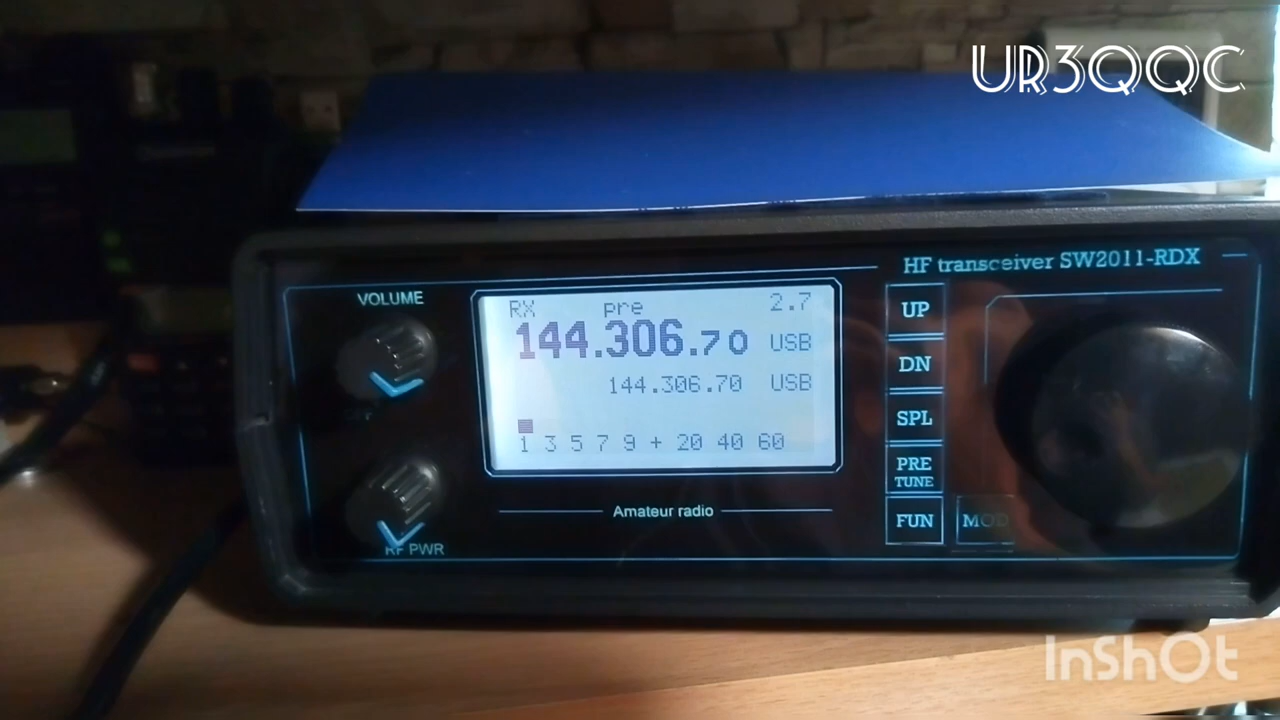 UR3QQC
HF transceiver SW2011-RDX
VOLUME
RX pre 2.7
144.306.70 USB
144.306.70 USB
1 3 5 7 9 + 20 40 60
UP
DN
SPL
PRE
TUNE
FUN
MOD
Amateur radio
RF PWR
InShOt